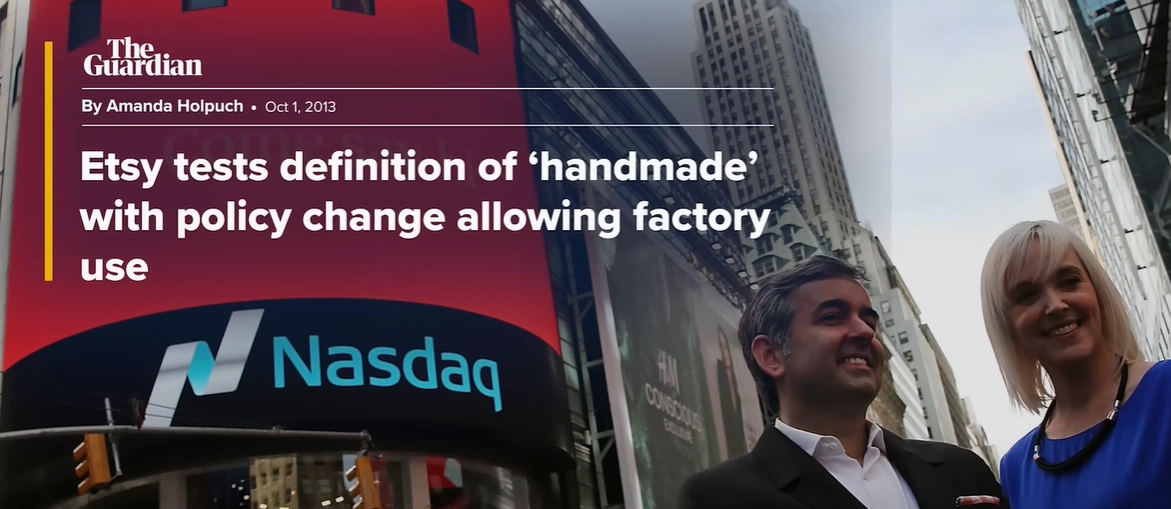 The
Guardian
By Amanda Holpuch • Oct 1, 2013
Etsy tests definition of ‘handmade’
with policy change allowing factory
use
Nasdaq
H&M
CONSCIOUS
EXCLUSIVE